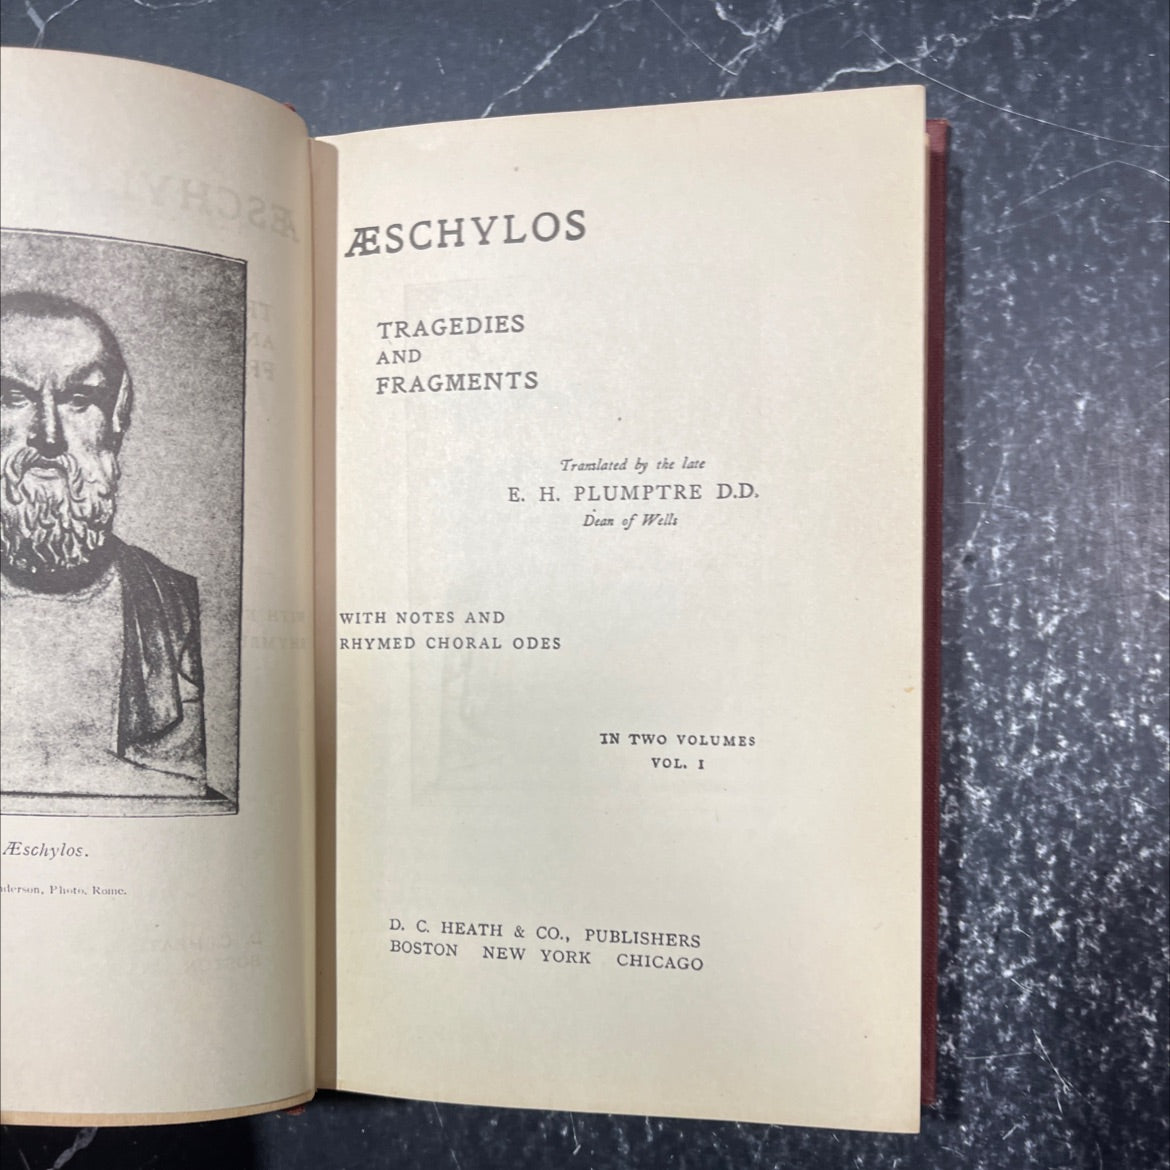 Æschylos.
Photo, Rome.
ÆSCHYLOS
TRAGEDIES
AND
FRAGMENTS
Translated by the late
E. H. PLUMPTRE D.D.
Dean of Wells
WITH NOTES AND
RHYMED CHORAL ODES
IN TWO VOLUMES
VOL. I
D. C. HEATH & CO., PUBLISHERS
BOSTON NEW YORK CHICAGO